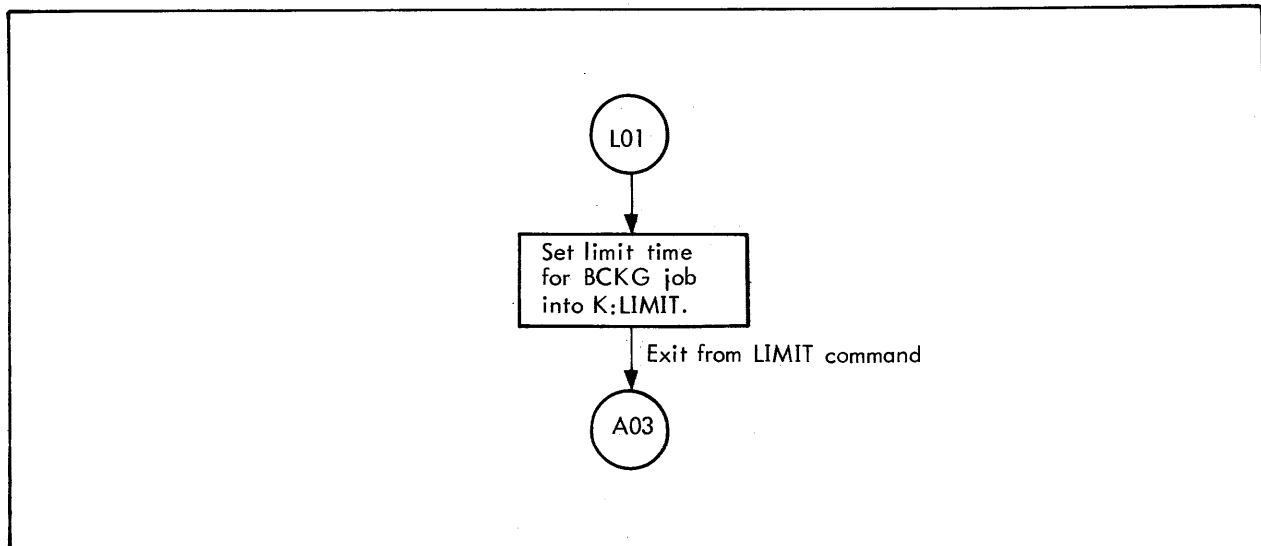 L01
Set limit time
for BCKG job
into K:LIMIT.
Exit from LIMIT command
A03